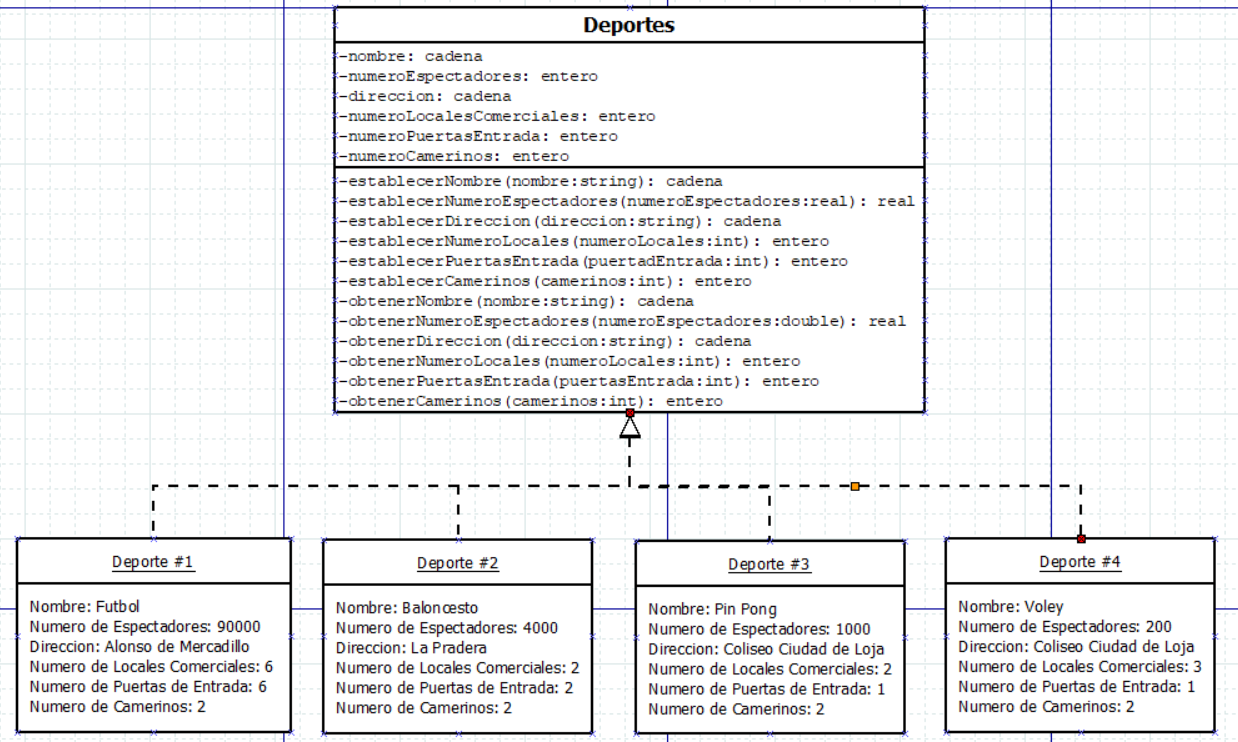 Deportes
-nombre: cadena
-numeroEspectadores: entero
-direccion: cadena
-numeroLocalesComerciales: entero
-numeroPuertasEntrada: entero
-numeroCamerinos: entero
-establecerNombre(nombre:string): cadena
-establecerNumeroEspectadores(numeroEspectadores:real): real
-establecerDireccion(direccion:string): cadena
-establecerNumeroLocales(numeroLocales:int): entero
-establecerPuertasEntrada(puertadEntrada:int): entero
-establecerCamerinos(camerinos:int): entero
-obtenerNombre(nombre:string): cadena
-obtenerNumeroEspectadores(numeroEspectadores:double): real
-obtenerDireccion(direccion:string): cadena
-obtenerNumeroLocales(numeroLocales:int): entero
-obtenerPuertasEntrada(puertasEntrada:int): entero
-obtenerCamerinos(camerinos:int): entero
Deporte #1
Nombre: Futbol
Numero de Espectadores: 90000
Direccion: Alonso de Mercadillo
Numero de Locales Comerciales: 6
Numero de Puertas de Entrada: 6
Numero de Camerinos: 2
Deporte #2
Nombre: Baloncesto
Numero de Espectadores: 4000
Direccion: La Pradera
Numero de Locales Comerciales: 2
Numero de Puertas de Entrada: 2
Numero de Camerinos: 2
Deporte #3
Nombre: Pin Pong
Numero de Espectadores: 1000
Direccion: Coliseo Ciudad de Loja
Numero de Locales Comerciales: 2
Numero de Puertas de Entrada: 1
Numero de Camerinos: 2
Deporte #4
Nombre: Voley
Numero de Espectadores: 200
Direccion: Coliseo Ciudad de Loja
Numero de Locales Comerciales: 3
Numero de Puertas de Entrada: 1
Numero de Camerinos: 2